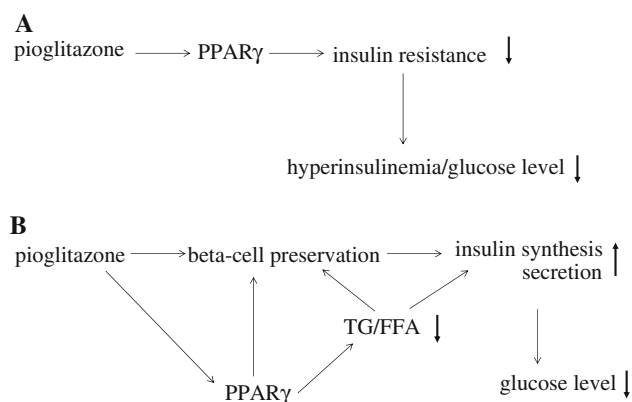 A
pioglitazone PPARγ insulin resistance
hyperinsulinemia/glucose level
B
pioglitazone beta-cell preservation insulin synthesis
secretion
TG/FFA
PPARγ glucose level